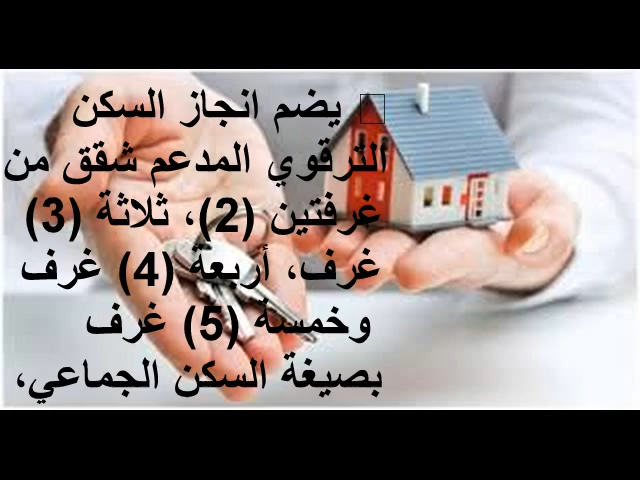 يضم انجاز السكن
الترقوي المدعم شقق من
غرفتين (2)، ثلاثة (3)
غرف، أربعة (4) غرف
وخمسة (5) غرف
بصيغة السكن الجماعي،